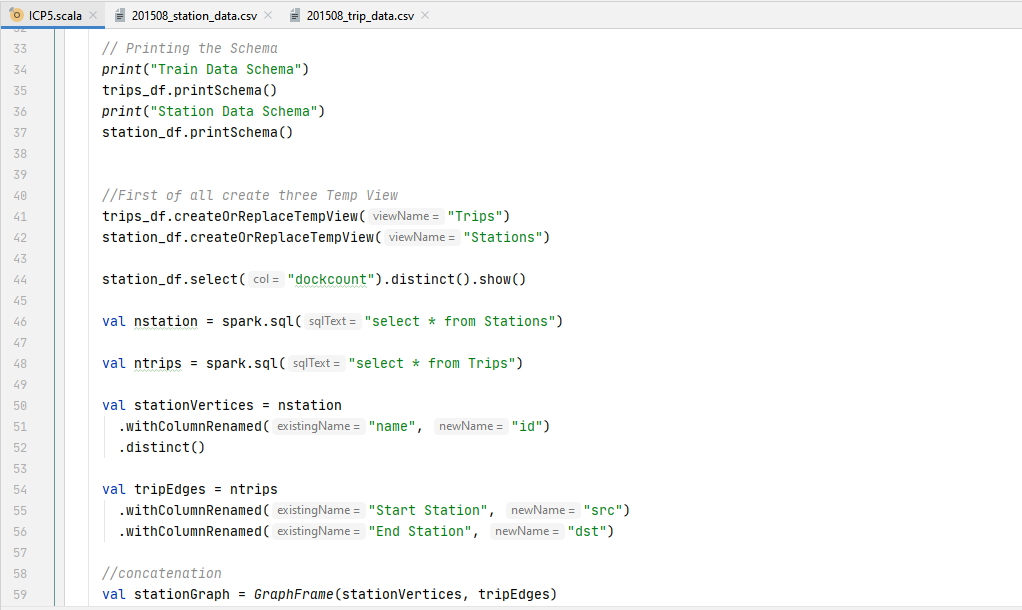 ICP5.scala × 201508_station_data.csv × 201508_trip_data.csv ×
33 // Printing the Schema
34 print("Train Data Schema")
35 trips_df.printSchema()
36 print("Station Data Schema")
37 station_df.printSchema()
38
39
40 //First of all create three Temp View
41 trips_df.createOrReplaceTempView( viewName = "Trips")
42 station_df.createOrReplaceTempView( viewName = "Stations")
43
44 station_df.select( col = "dockcount").distinct().show()
45
46 val nstation = spark.sql( sqlText = "select * from Stations")
47
48 val ntrips = spark.sql( sqlText = "select * from Trips")
49
50 val stationVertices = nstation
51 .withColumnRenamed( existingName = "name", newName = "id")
52 .distinct()
53
54 val tripEdges = ntrips
55 .withColumnRenamed( existingName = "Start Station", newName = "src")
56 .withColumnRenamed( existingName = "End Station", newName = "dst")
57
58 //concatenation
59 val stationGraph = GraphFrame(stationVertices, tripEdges)